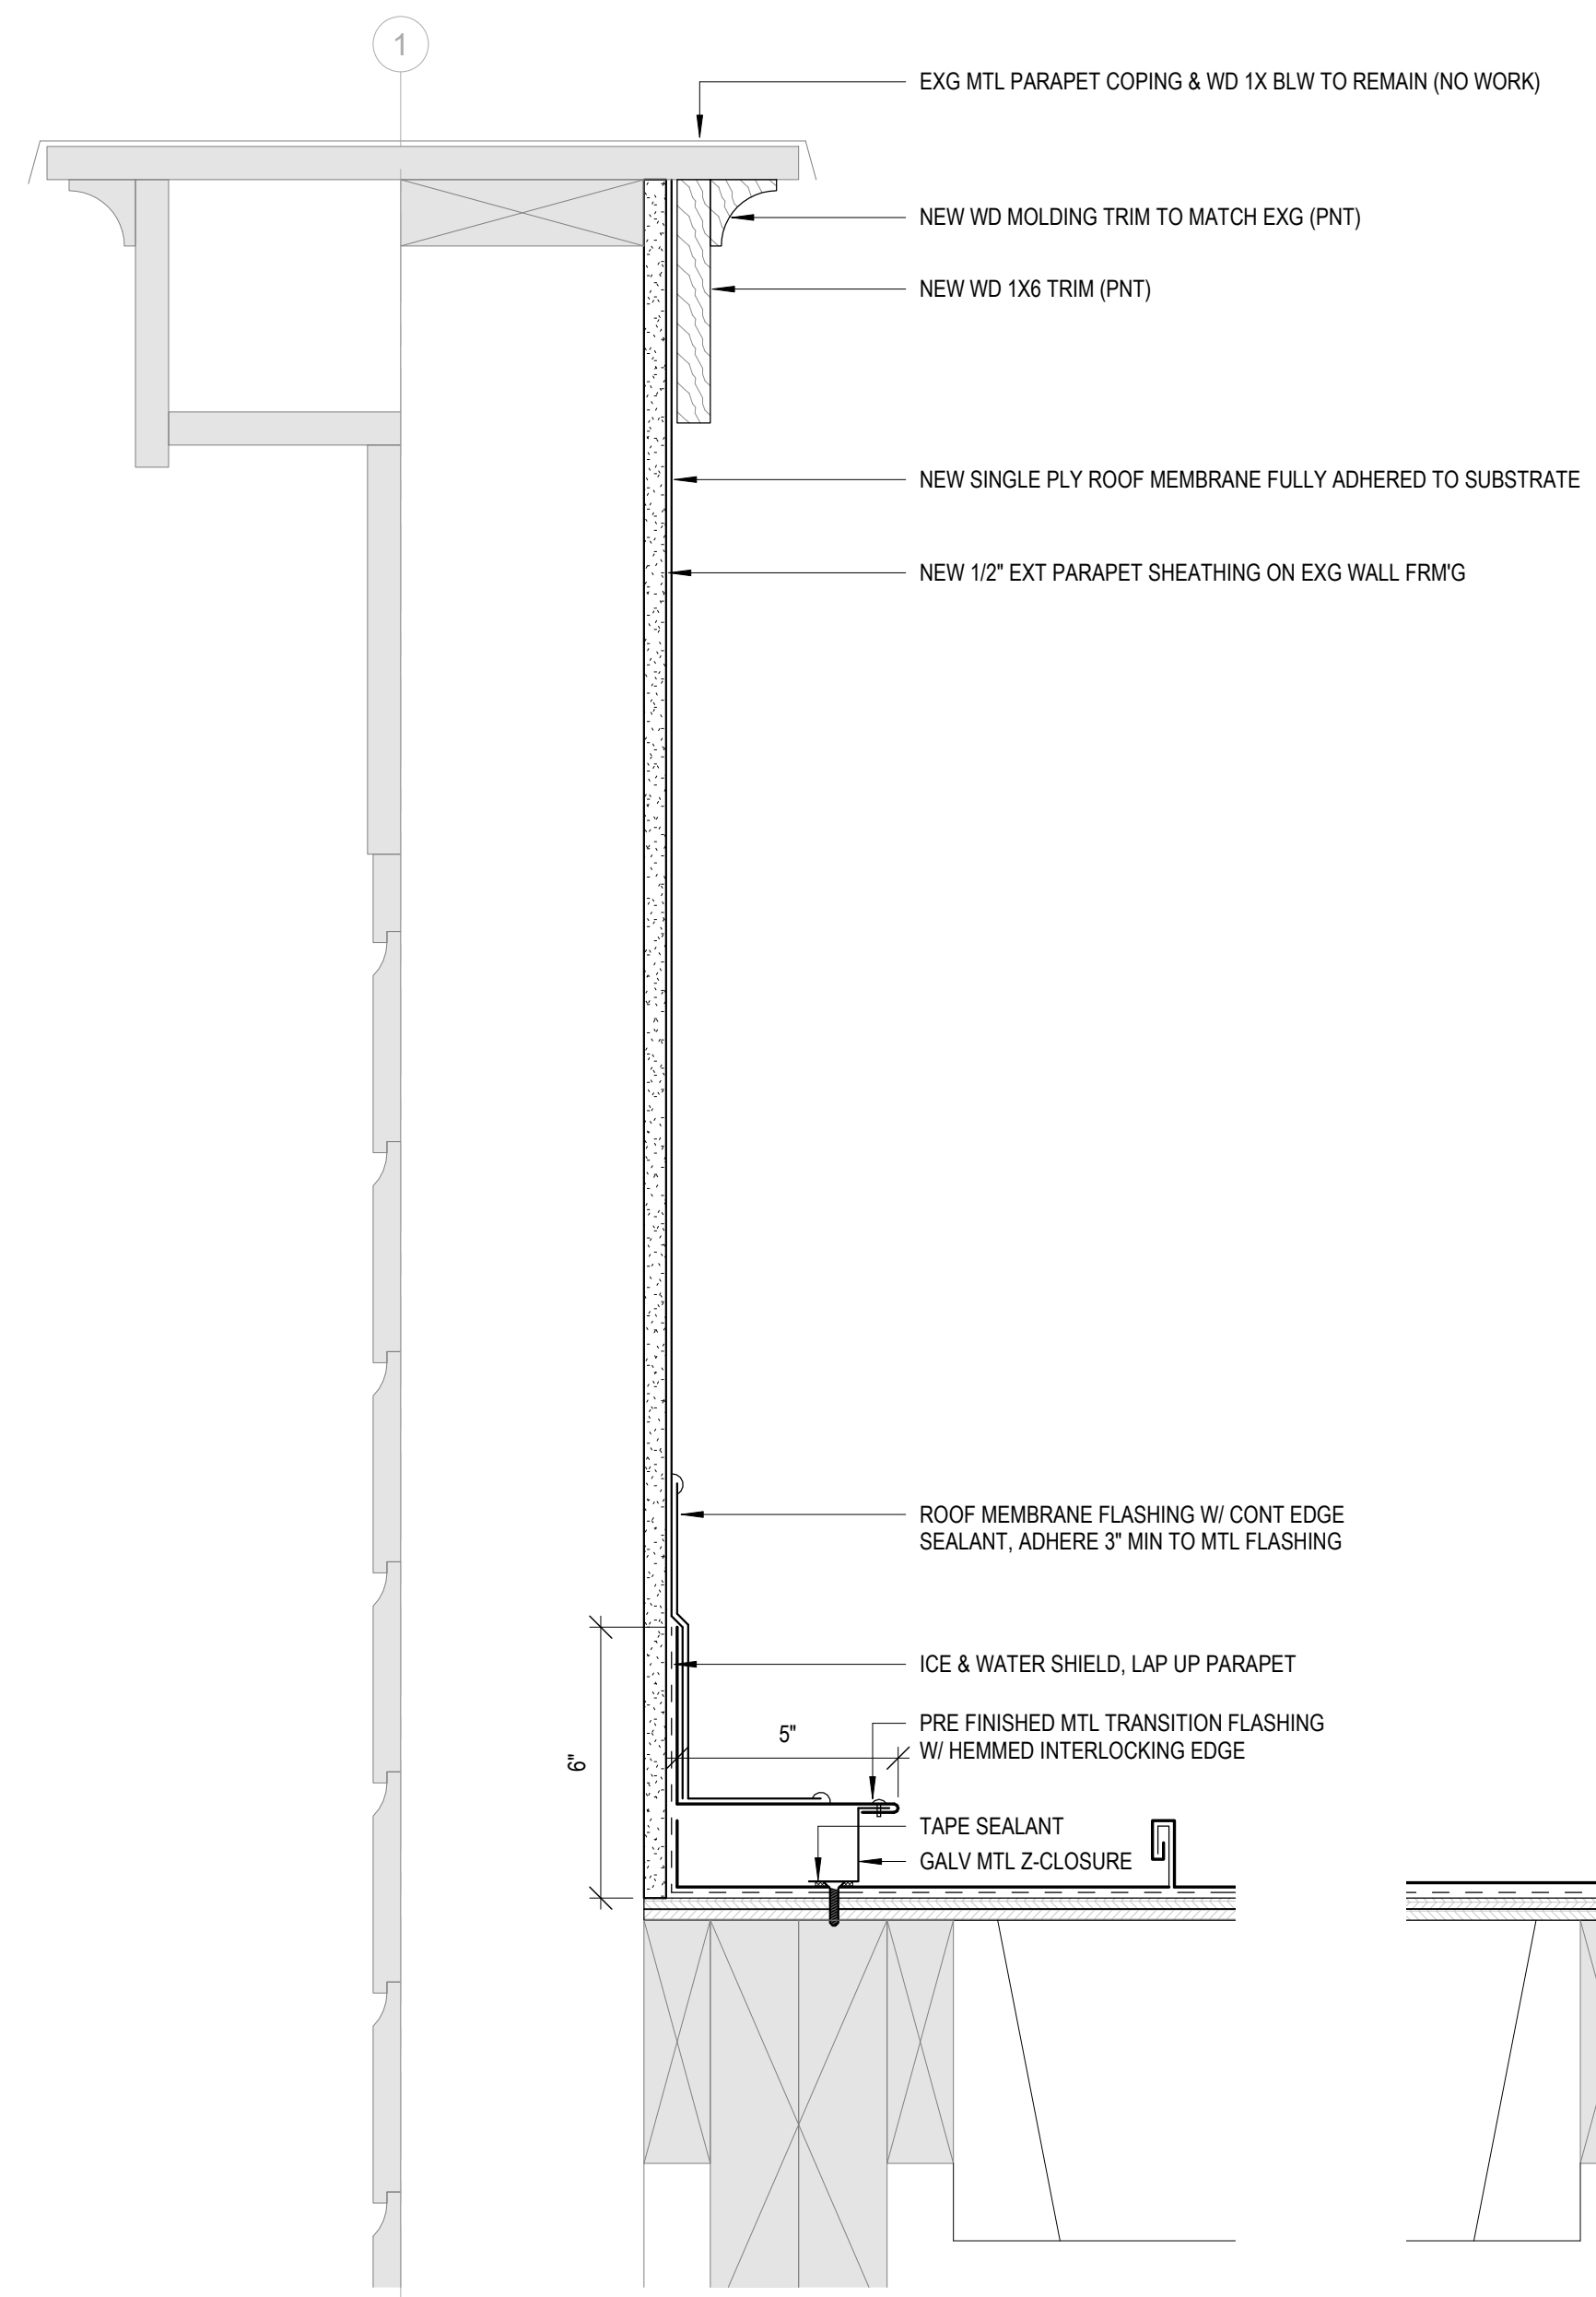 1
EXG MTL PARAPET COPING & WD 1X BLW TO REMAIN (NO WORK)
NEW WD MOLDING TRIM TO MATCH EXG (PNT)
NEW WD 1X6 TRIM (PNT)
NEW SINGLE PLY ROOF MEMBRANE FULLY ADHERED TO SUBSTRATE
NEW 1/2" EXT PARAPET SHEATHING ON EXG WALL FRM'G
ROOF MEMBRANE FLASHING W/ CONT EDGE
SEALANT, ADHERE 3" MIN TO MTL FLASHING
ICE & WATER SHIELD, LAP UP PARAPET
PRE FINISHED MTL TRANSITION FLASHING
W/ HEMMED INTERLOCKING EDGE
5"
6"
TAPE SEALANT
GALV MTL Z-CLOSURE